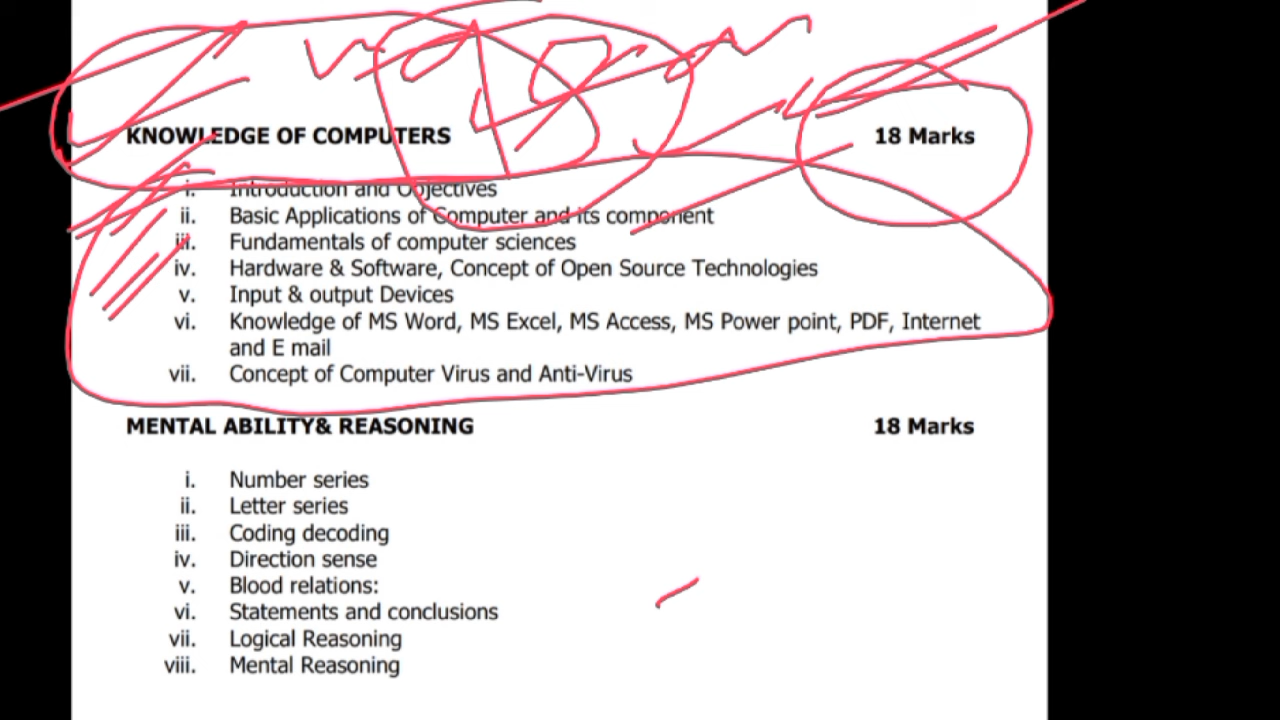 KNOWLEDGE OF COMPUTERS 18 Marks
i. Introduction and Objectives
ii. Basic Applications of Computer and its component
iii. Fundamentals of computer sciences
iv. Hardware & Software, Concept of Open Source Technologies
v. Input & output Devices
vi. Knowledge of MS Word, MS Excel, MS Access, MS Power point, PDF, Internet
and E mail
vii. Concept of Computer Virus and Anti-Virus
MENTAL ABILITY& REASONING 18 Marks
i. Number series
ii. Letter series
iii. Coding decoding
iv. Direction sense
v. Blood relations:
vi. Statements and conclusions
vii. Logical Reasoning
viii. Mental Reasoning